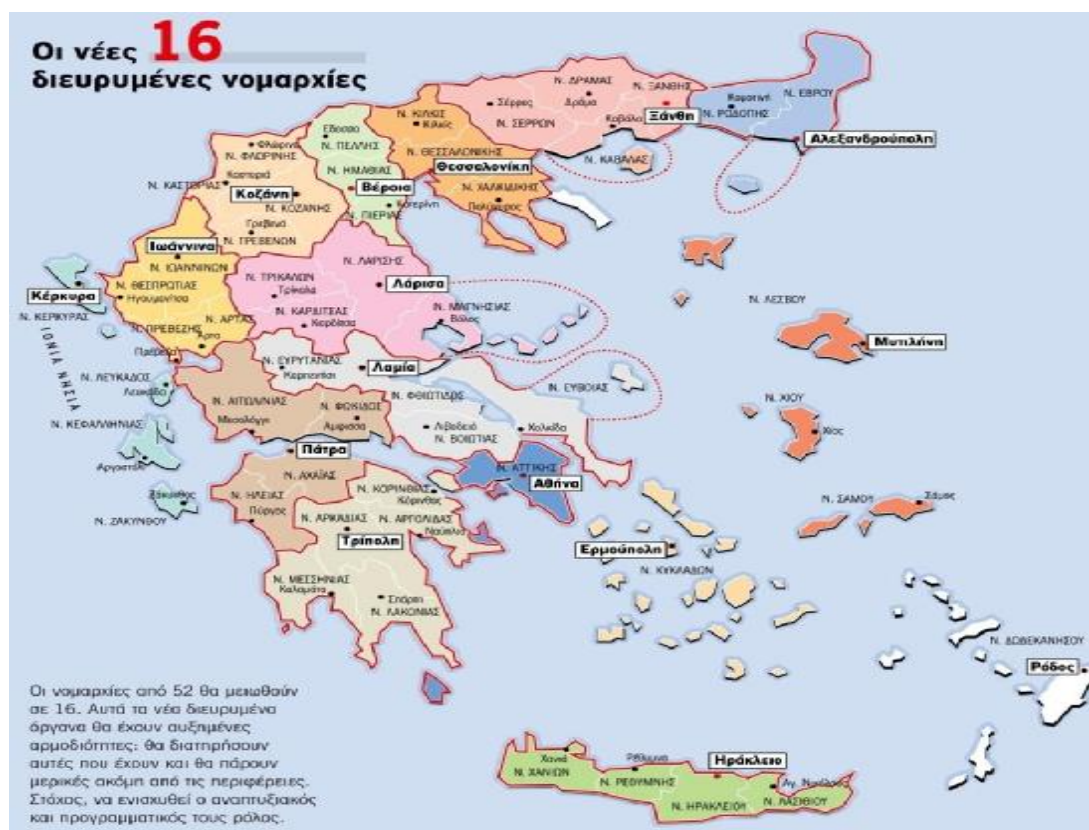 Οι νέες 16
διευρυμένες νομαρχίες
Ν. ΔΡΑΜΑΣ
Ν. ΞΑΝΘΗΣ
Ν. ΕΒΡΟΥ
Σέρρες
Δράμα
Κομοτινή
Ν. ΣΕΡΡΩΝ
Καβάλα
Ξάνθη
Ν. ΡΟΔΟΠΗΣ
Αλεξανδρούπολη
Ν. ΚΑΒΑΛΑΣ
Ν. ΚΙΛΚΙΣ
Κιλκίς
Ν. ΘΕΣΣΑΛΟΝΙΚΗΣ
Θεσσαλονίκη
Ν. ΧΑΛΚΙΔΙΚΗΣ
Πολύγυρος
Έδεσσα
Ν. ΠΕΛΛΗΣ
Ν. ΗΜΑΘΙΑΣ
Βέροια
Κατερίνη
Ν. ΠΙΕΡΙΑΣ
Φλώρινα
Ν. ΦΛΩΡΙΝΗΣ
Καστοριά
Ν. ΚΑΣΤΟΡΙΑΣ
Κοζάνη
Ν. ΚΟΖΑΝΗΣ
Γρεβενά
Ν. ΓΡΕΒΕΝΩΝ
Ιωάννινα
Ν. ΙΩΑΝΝΙΝΩΝ
Ν. ΘΕΣΠΡΩΤΙΑΣ
Ηγουμενίτσα
Ν. ΠΡΕΒΕΖΗΣ
Ν. ΑΡΤΑΣ
Άρτα
Πρέβεζα
Κέρκυρα
Ν. ΚΕΡΚΥΡΑΣ
ΙΟΝΙΑ ΝΗΣΙΑ
Ν. ΛΑΡΙΣΗΣ
Ν. ΤΡΙΚΑΛΩΝ
Τρίκαλα
Λάρισα
Ν. ΚΑΡΔΙΤΣΑΣ
Καρδίτσα
Ν. ΜΑΓΝΗΣΙΑΣ
Βόλος
Ν. ΛΕΣΒΟΥ
Μυτιλήνη
Ν. ΕΥΡΥΤΑΝΙΑΣ
Καρπενήσι
Λαμία
Ν. ΦΘΙΩΤΙΔΟΣ
Ν. ΕΥΒΟΙΑΣ
Λιβαδειά
Ν. ΒΟΙΩΤΙΑΣ
Χαλκίδα
Ν. ΛΕΥΚΑΔΟΣ
Λευκάδα
Ν. ΚΕΦΑΛΛΗΝΙΑΣ
Αργοστόλι
Ζάκυνθος
Ν. ΖΑΚΥΝΘΟΥ
Ν. ΑΙΤΩΛ/ΝΙΑΣ
Μεσολόγγι
Ν. ΦΩΚΙΔΟΣ
Άμφισσα
Πάτρα
Ν. ΑΧΑΪΑΣ
Ν. ΗΛΕΙΑΣ
Πύργος
Ν. ΑΤΤΙΚΗΣ
Αθήνα
Ν. ΚΟΡΙΝΘΙΑΣ
Κόρινθος
Ν. ΑΡΚΑΔΙΑΣ
Ν. ΑΡΓΟΛΙΔΑΣ
Ναύπλιο
Τρίπολη
Ν. ΜΕΣΣΗΝΙΑΣ
Καλαμάτα
Σπάρτη
Ν. ΛΑΚΟΝΙΑΣ
Ν. ΧΙΟΥ
Χίος
Ν. ΣΑΜΟΥ
Σάμος
Ερμούπολη
Ν. ΚΥΚΛΑΔΩΝ
Ν. ΔΩΔΕΚΑΝΗΣΟΥ
Ρόδος
Χανιά
Ν. ΧΑΝΙΩΝ
Ρέθυμνο
Ν. ΡΕΘΥΜΝΗΣ
Ηράκλειο
Ν. ΗΡΑΚΛΕΙΟΥ
Αγ. Νικόλαος
Ν. ΛΑΣΙΘΙΟΥ
Οι νομαρχίες από 52 θα μειωθούν
σε 16. Αυτά τα νέα διευρυμένα
όργανα θα έχουν αυξημένες
αρμοδιότητες: θα διατηρήσουν
αυτές που έχουν και θα πάρουν
μερικές ακόμη από τις περιφέρειες.
Στόχος, να ενισχυθεί ο αναπτυξιακός
και προγραμματικός τους ρόλος.